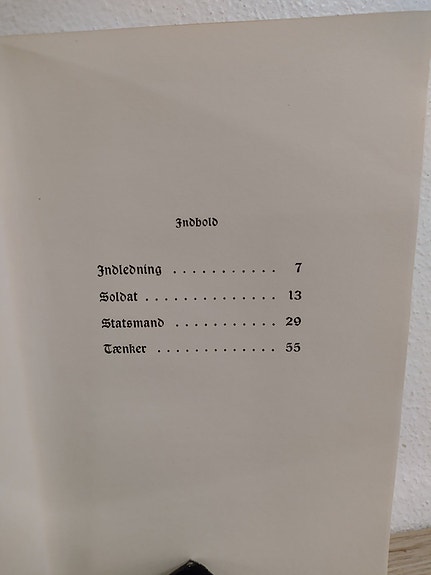 Indhold
Indledning ........... 7
Soldat .............. 13
Statsmand ........... 29
Tænker ............. 55